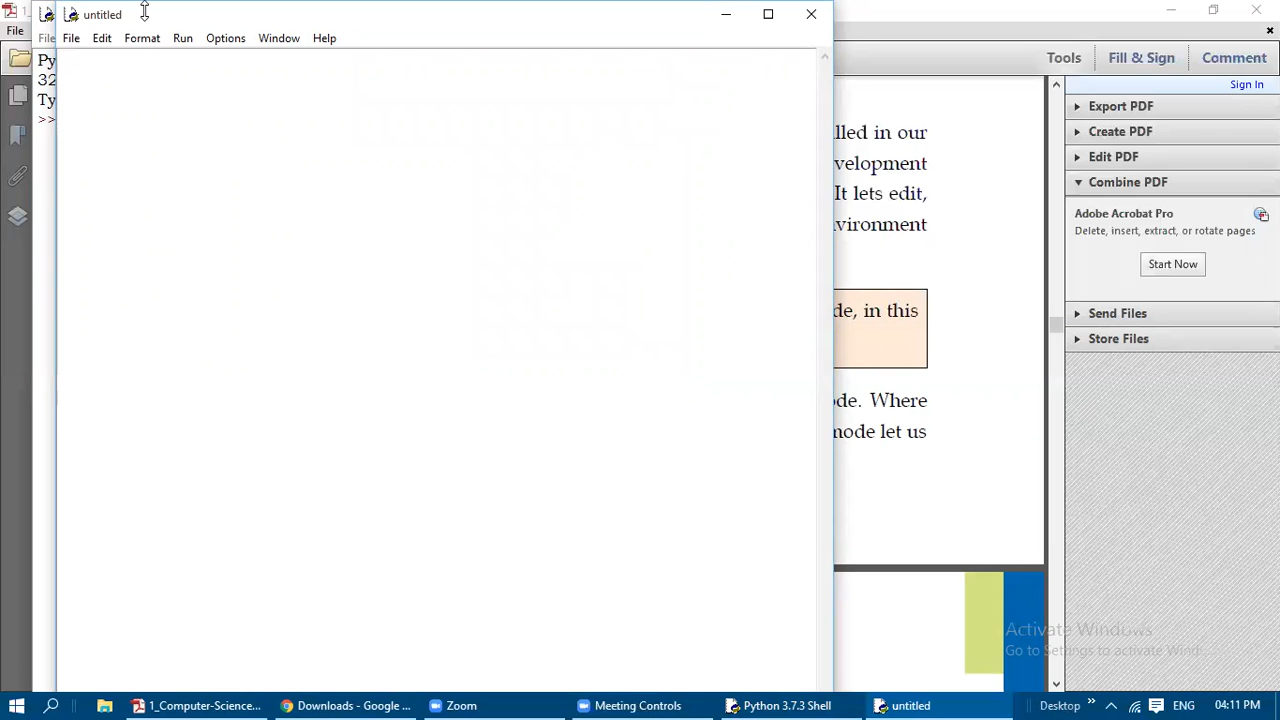 untitled
File Edit Format Run Options Window Help
File
File
Py
32
Ty
>>
Tools Fill & Sign Comment
Sign In
Export PDF
Create PDF
Edit PDF
Combine PDF
Adobe Acrobat Pro
Delete, insert, extract, or rotate pages
Start Now
Send Files
Store Files
lled in our
velopment
It lets edit,
vironment
de, in this
ode. Where
mode let us
Activate Windows
Go to Settings to activate Wind
1_Computer-Science... Downloads - Google ... Zoom Meeting Controls Python 3.7.3 Shell untitled Desktop ENG 04:11 PM